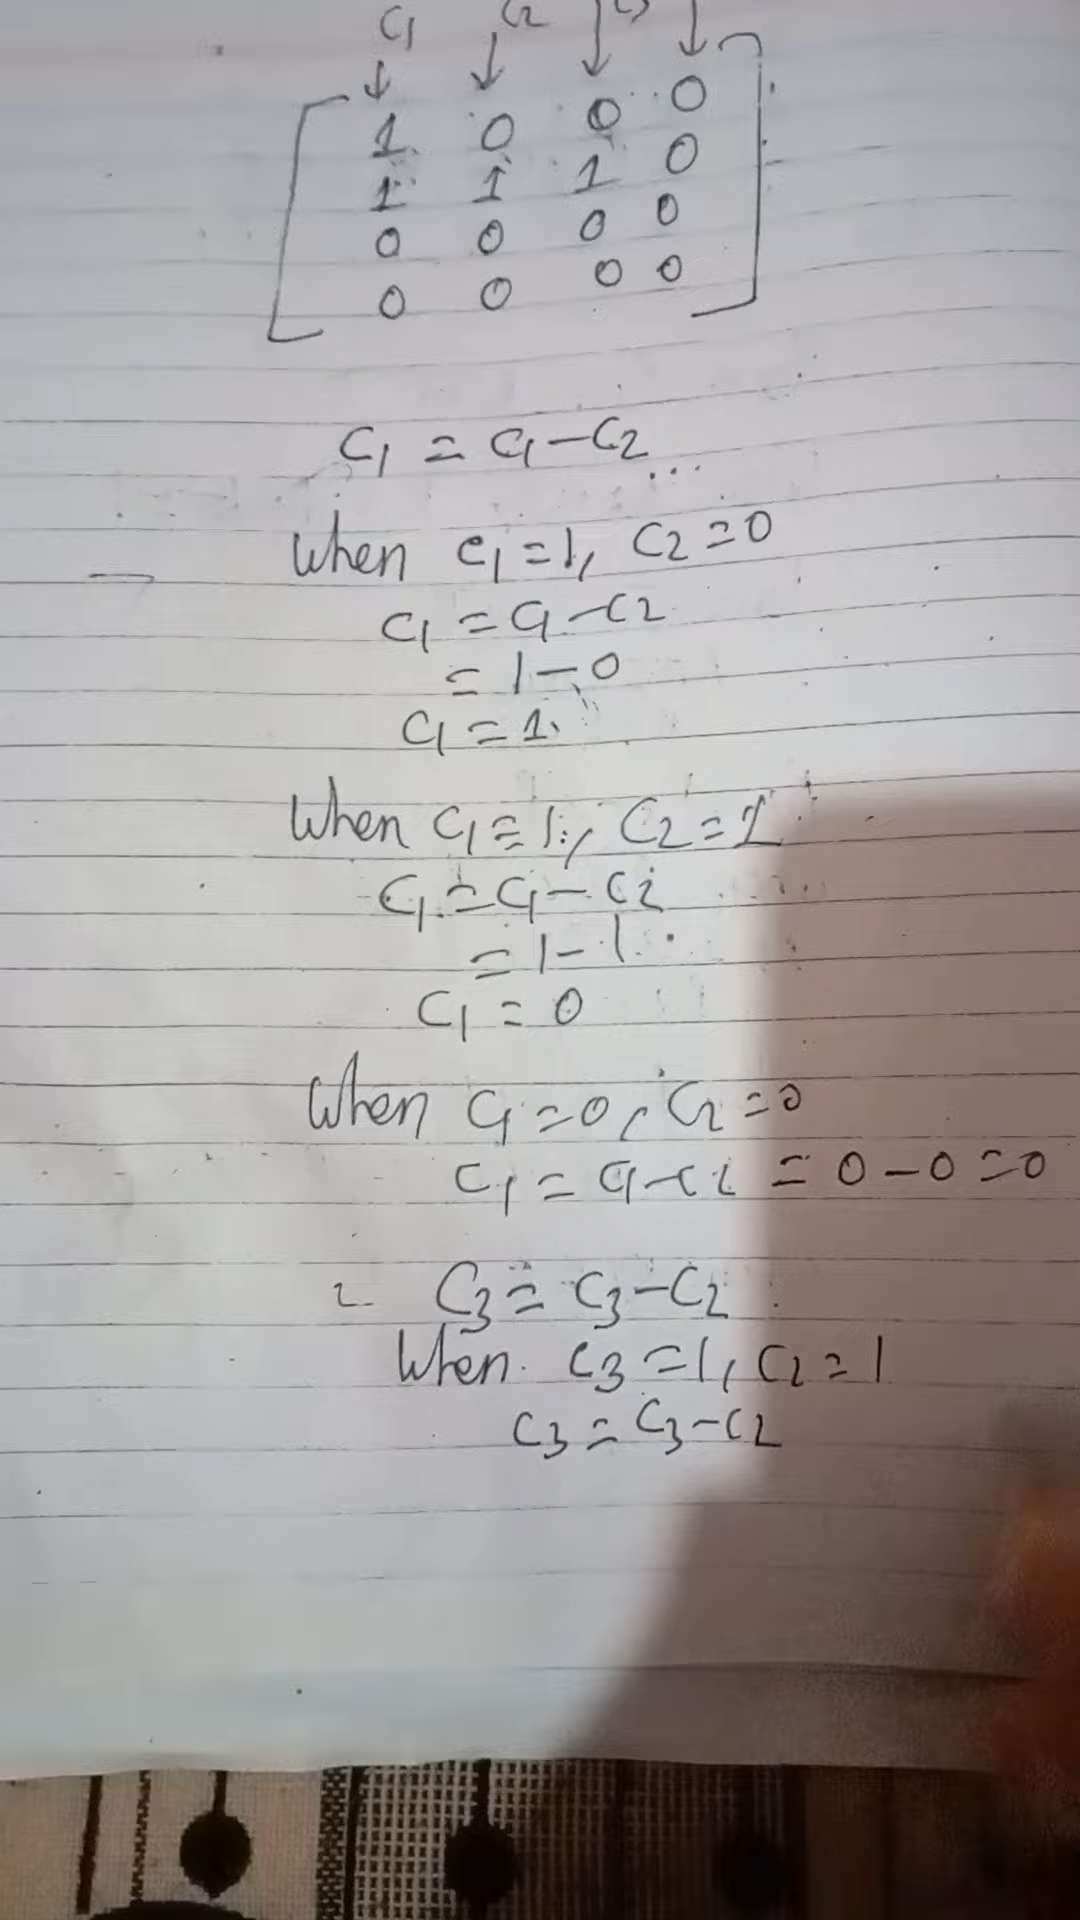 C1 C2 C3
1 0 0 0
1 1 1 0
0 0 0 0
0 0 0 0
C1 = C1-C2
When C1=1, C2=0
C1 = C1-C2
= 1-0
C1=1.
When C1=1, C2=1
C1=C1-C2
=1-1
C1=0
When C1=0, C2=0
C1=C1-C2 =0-0=0
C3=C3-C2
When C3=1, C2=1
C3=C3-C2